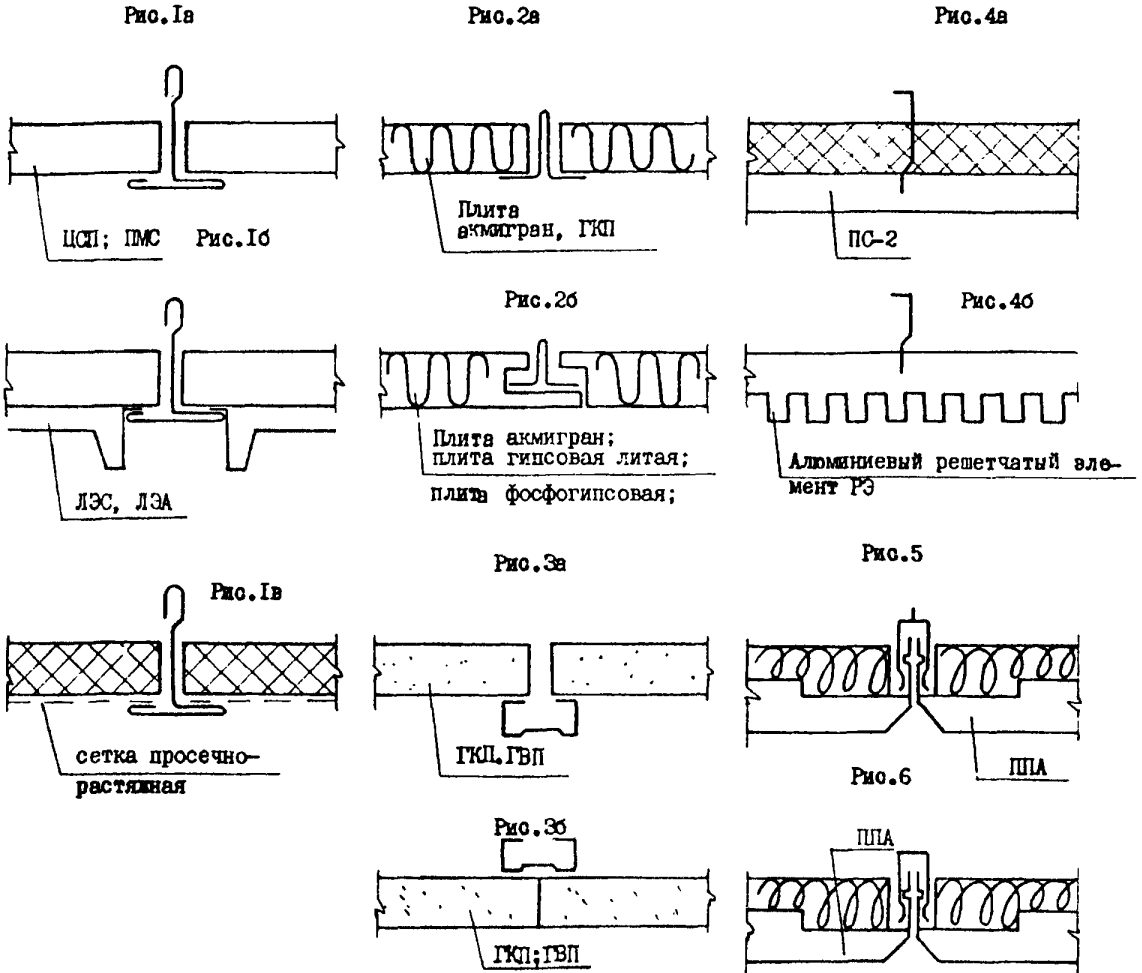 Рис.1а
Рис.2а
Рис.4а
ЦСП; ПМС
Рис.1б
Плита
акмигран, ГКП
ПС-2
Рис.2б
Рис.4б
ЛЭС, ЛЭА
Плита акмигран;
плита гипсовая литая;
плита фосфогипсовая;
Алюминиевый решетчатый эле-
мент РЭ
Рис.1в
Рис.3а
Рис.5
сетка просечно-
растяжная
ГКП.ГВП
ППА
Рис.6
Рис.3б
ППА
ГКП;ГВП